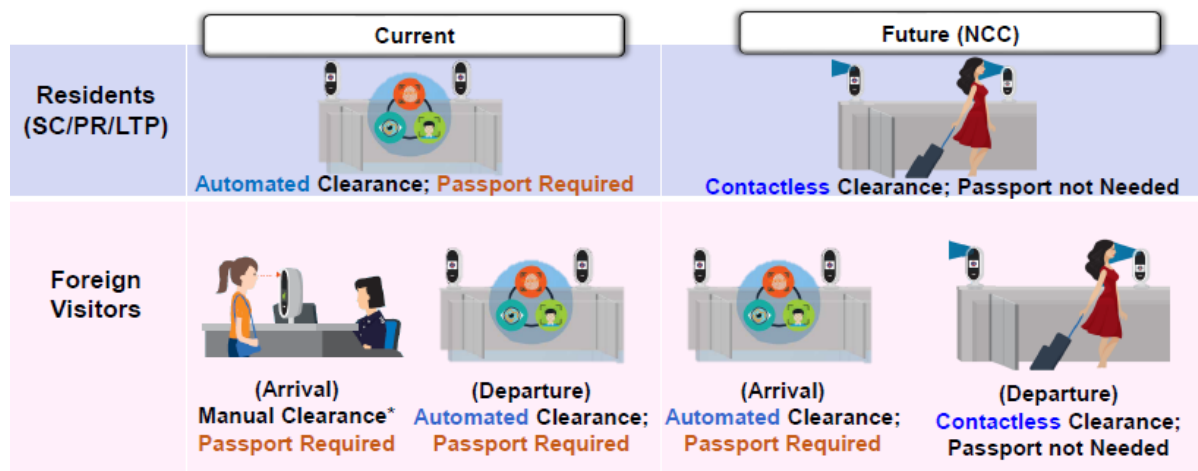 Current
Future (NCC)
Residents
(SC/PR/LTP)
Automated Clearance; Passport Required
Contactless Clearance; Passport not Needed
Foreign
Visitors
(Arrival)
Manual Clearance*
Passport Required
(Departure)
Automated Clearance;
Passport Required
(Arrival)
Automated Clearance;
Passport Required
(Departure)
Contactless Clearance;
Passport not Needed